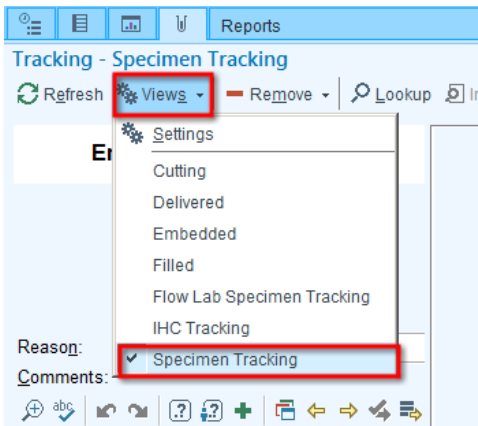 Reports
Tracking - Specimen Tracking
Refresh Views Remove Lookup
Settings
Cutting
Delivered
Embedded
Filled
Flow Lab Specimen Tracking
IHC Tracking
Reason:
Specimen Tracking
Comments:
abc